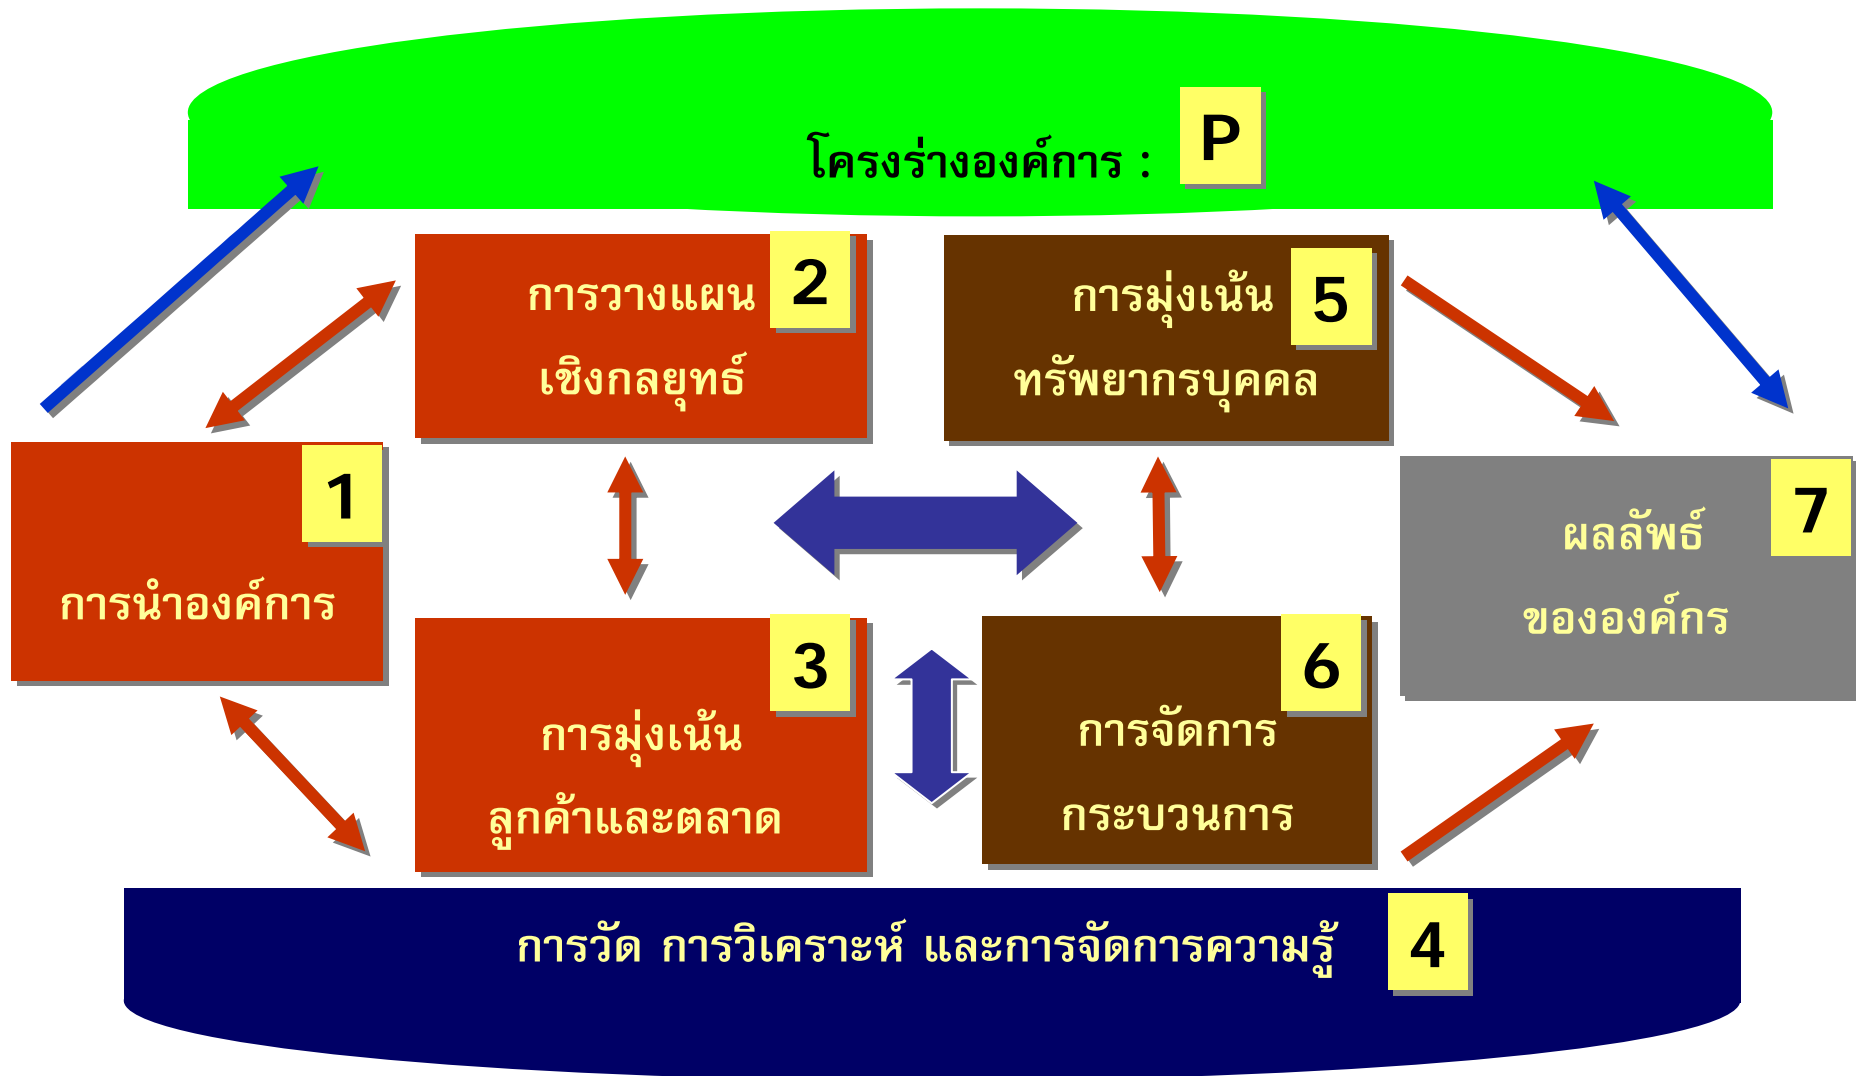 โครงร่างองค์การ : P
2
การวางแผน
เชิงกลยุทธ์
5
การมุ่งเน้น
ทรัพยากรบุคคล
1
การนำองค์การ
7
ผลลัพธ์
ขององค์กร
3
การมุ่งเน้น
ลูกค้าและตลาด
6
การจัดการ
กระบวนการ
การวัด การวิเคราะห์ และการจัดการความรู้ 4